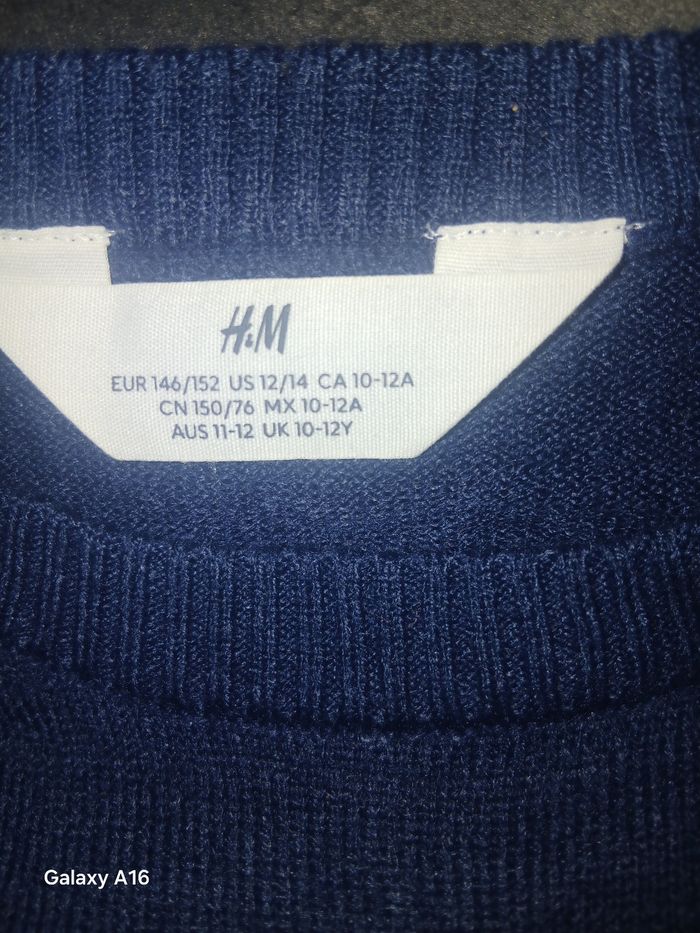 H&M
EUR 146/152 US 12/14 CA 10-12A
CN 150/76 MX 10-12A
AUS 11-12 UK 10-12Y
Galaxy A16